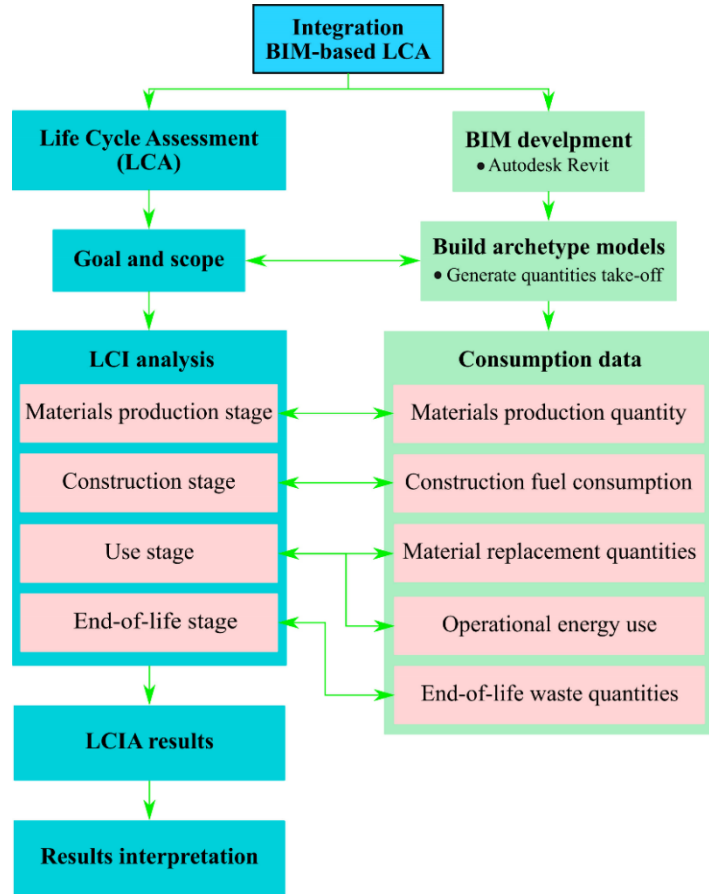 Integration
BIM-based LCA
Life Cycle Assessment
(LCA)
BIM develpment
• Autodesk Revit
Goal and scope
Build archetype models
• Generate quantities take-off
LCI analysis
Materials production stage
Construction stage
Use stage
End-of-life stage
Consumption data
Materials production quantity
Construction fuel consumption
Material replacement quantities
Operational energy use
End-of-life waste quantities
LCIA results
Results interpretation